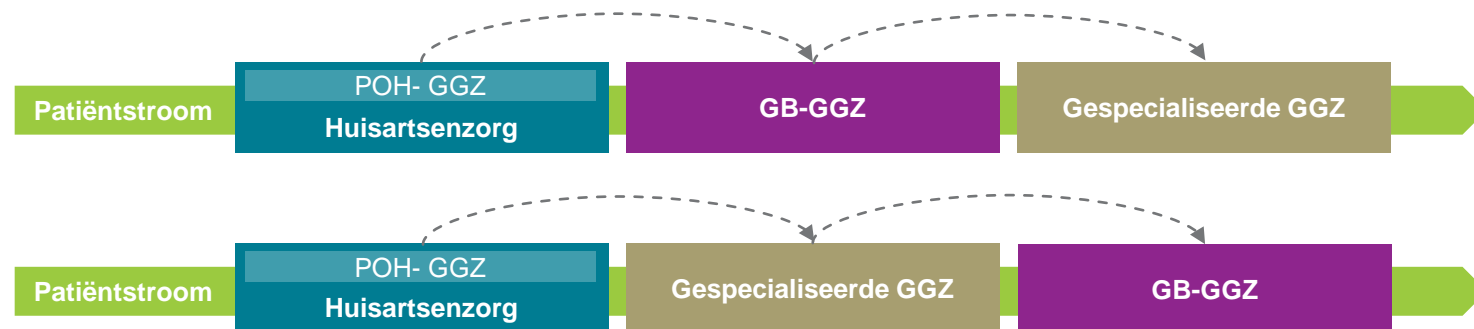 POH- GGZ
Patiëntstroom
Huisartsenzorg
GB-GGZ
Gespecialiseerde GGZ
POH- GGZ
Patiëntstroom
Huisartsenzorg
Gespecialiseerde GGZ
GB-GGZ